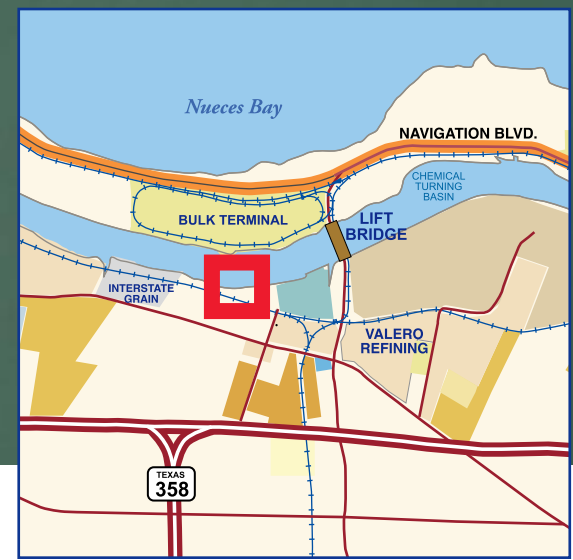 Nueces Bay
NAVIGATION BLVD.
CHEMICAL
TURNING
BASIN
BULK TERMINAL
LIFT
BRIDGE
INTERSTATE
GRAIN
VALERO
REFINING
TEXAS
358